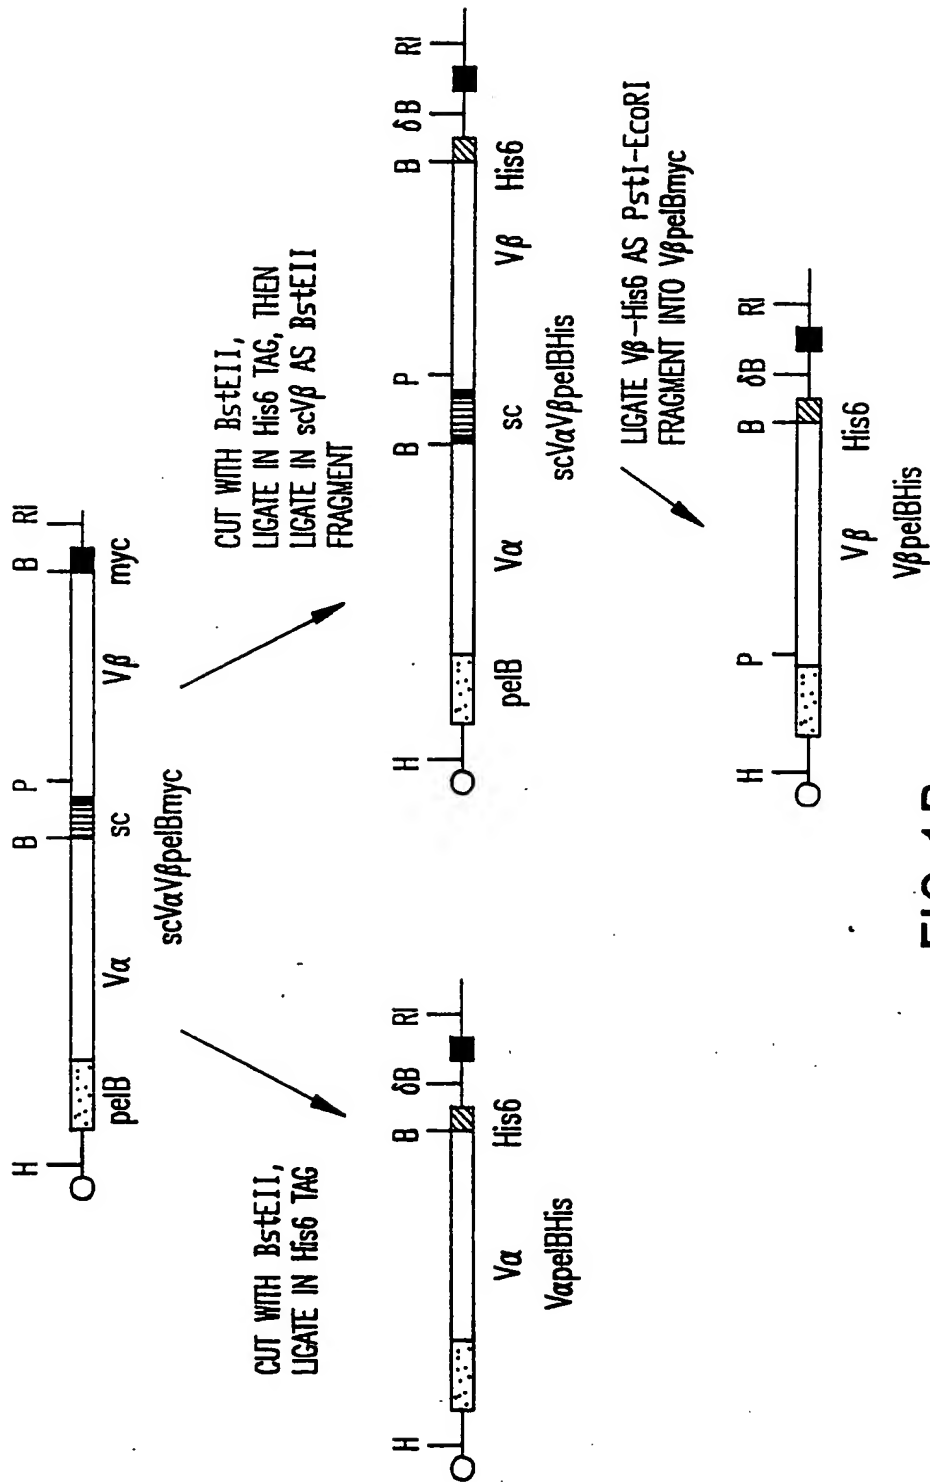 H B P B RI
pelB Vα sc Vβ myc
scVαVβpelBmyc
CUT WITH BstEII,
LIGATE IN His6 TAG
CUT WITH BstEII,
LIGATE IN His6 TAG, THEN
LIGATE IN scVβ AS BstEII
FRAGMENT
H B δB RI
Vα His6
VαpelBHis
H B P B δB RI
pelB Vα sc Vβ His6
scVαVβpelBHis
LIGATE Vβ-His6 AS PstI-EcoRI
FRAGMENT INTO VβpelBmyc
H P B δB RI
Vβ His6
VβpelBHis